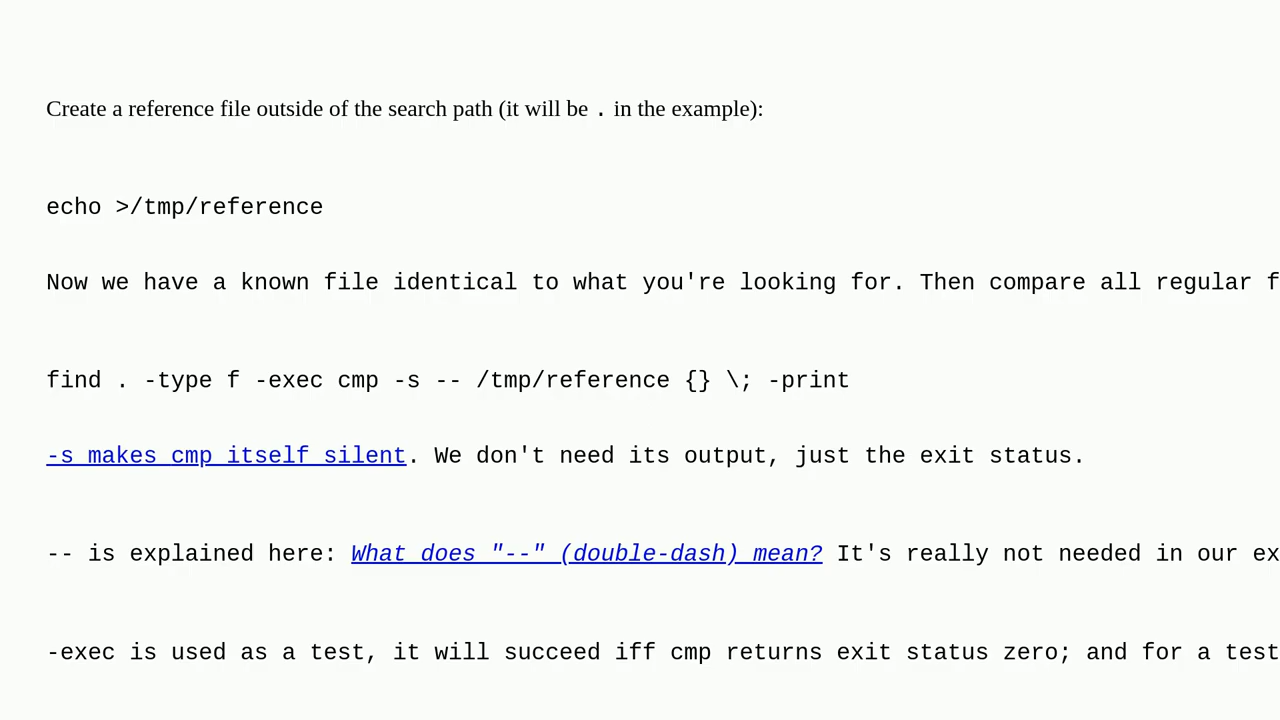 Create a reference file outside of the search path (it will be . in the example):
echo >/tmp/reference
Now we have a known file identical to what you're looking for. Then compare all regular
find . -type f -exec cmp -s -- /tmp/reference {} \; -print
-s makes cmp itself silent. We don't need its output, just the exit status.
-- is explained here: What does "--" (double-dash) mean? It's really not needed in our
-exec is used as a test, it will succeed iff cmp returns exit status zero; and for a test